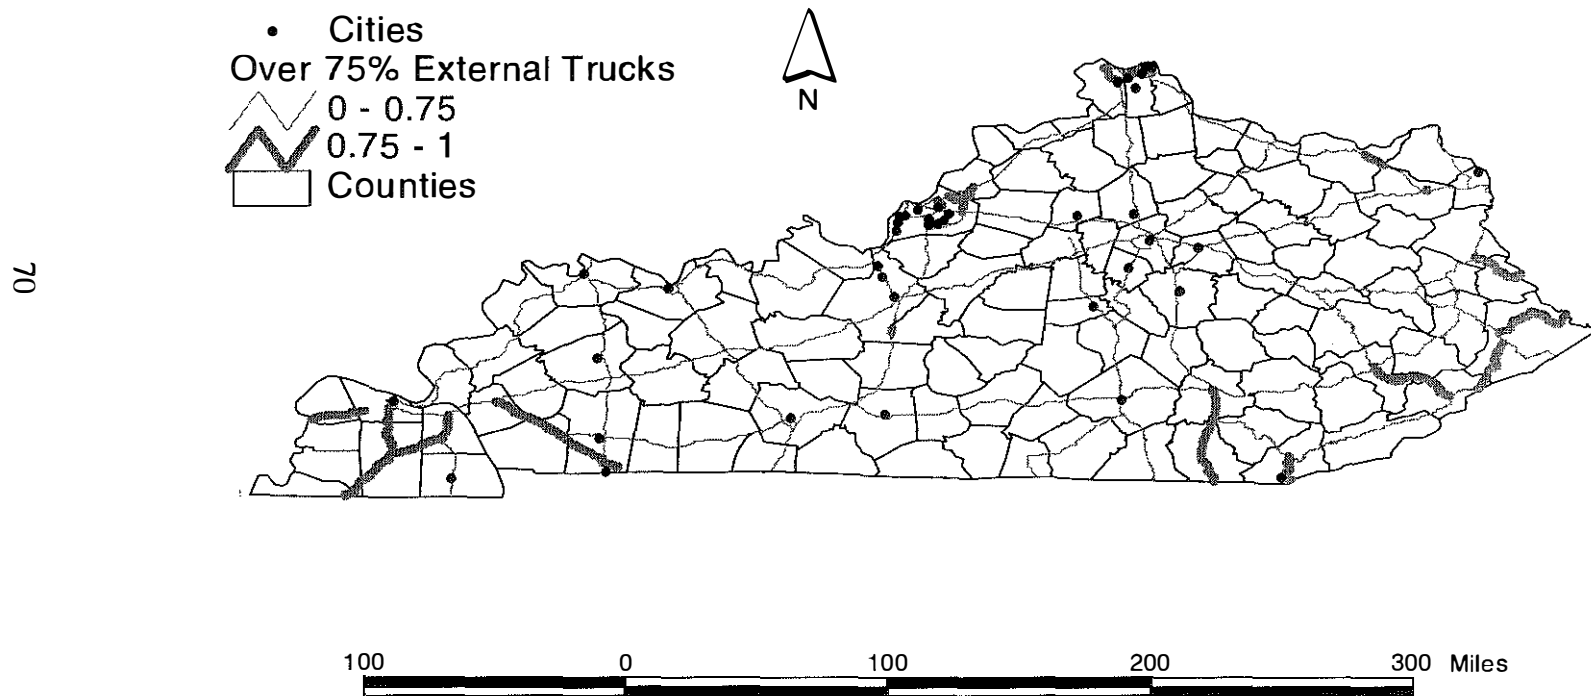 Cities
Over 75% External Trucks
0 - 0.75
0.75 - 1
Counties
N
70
100 0 100 200 300 Miles